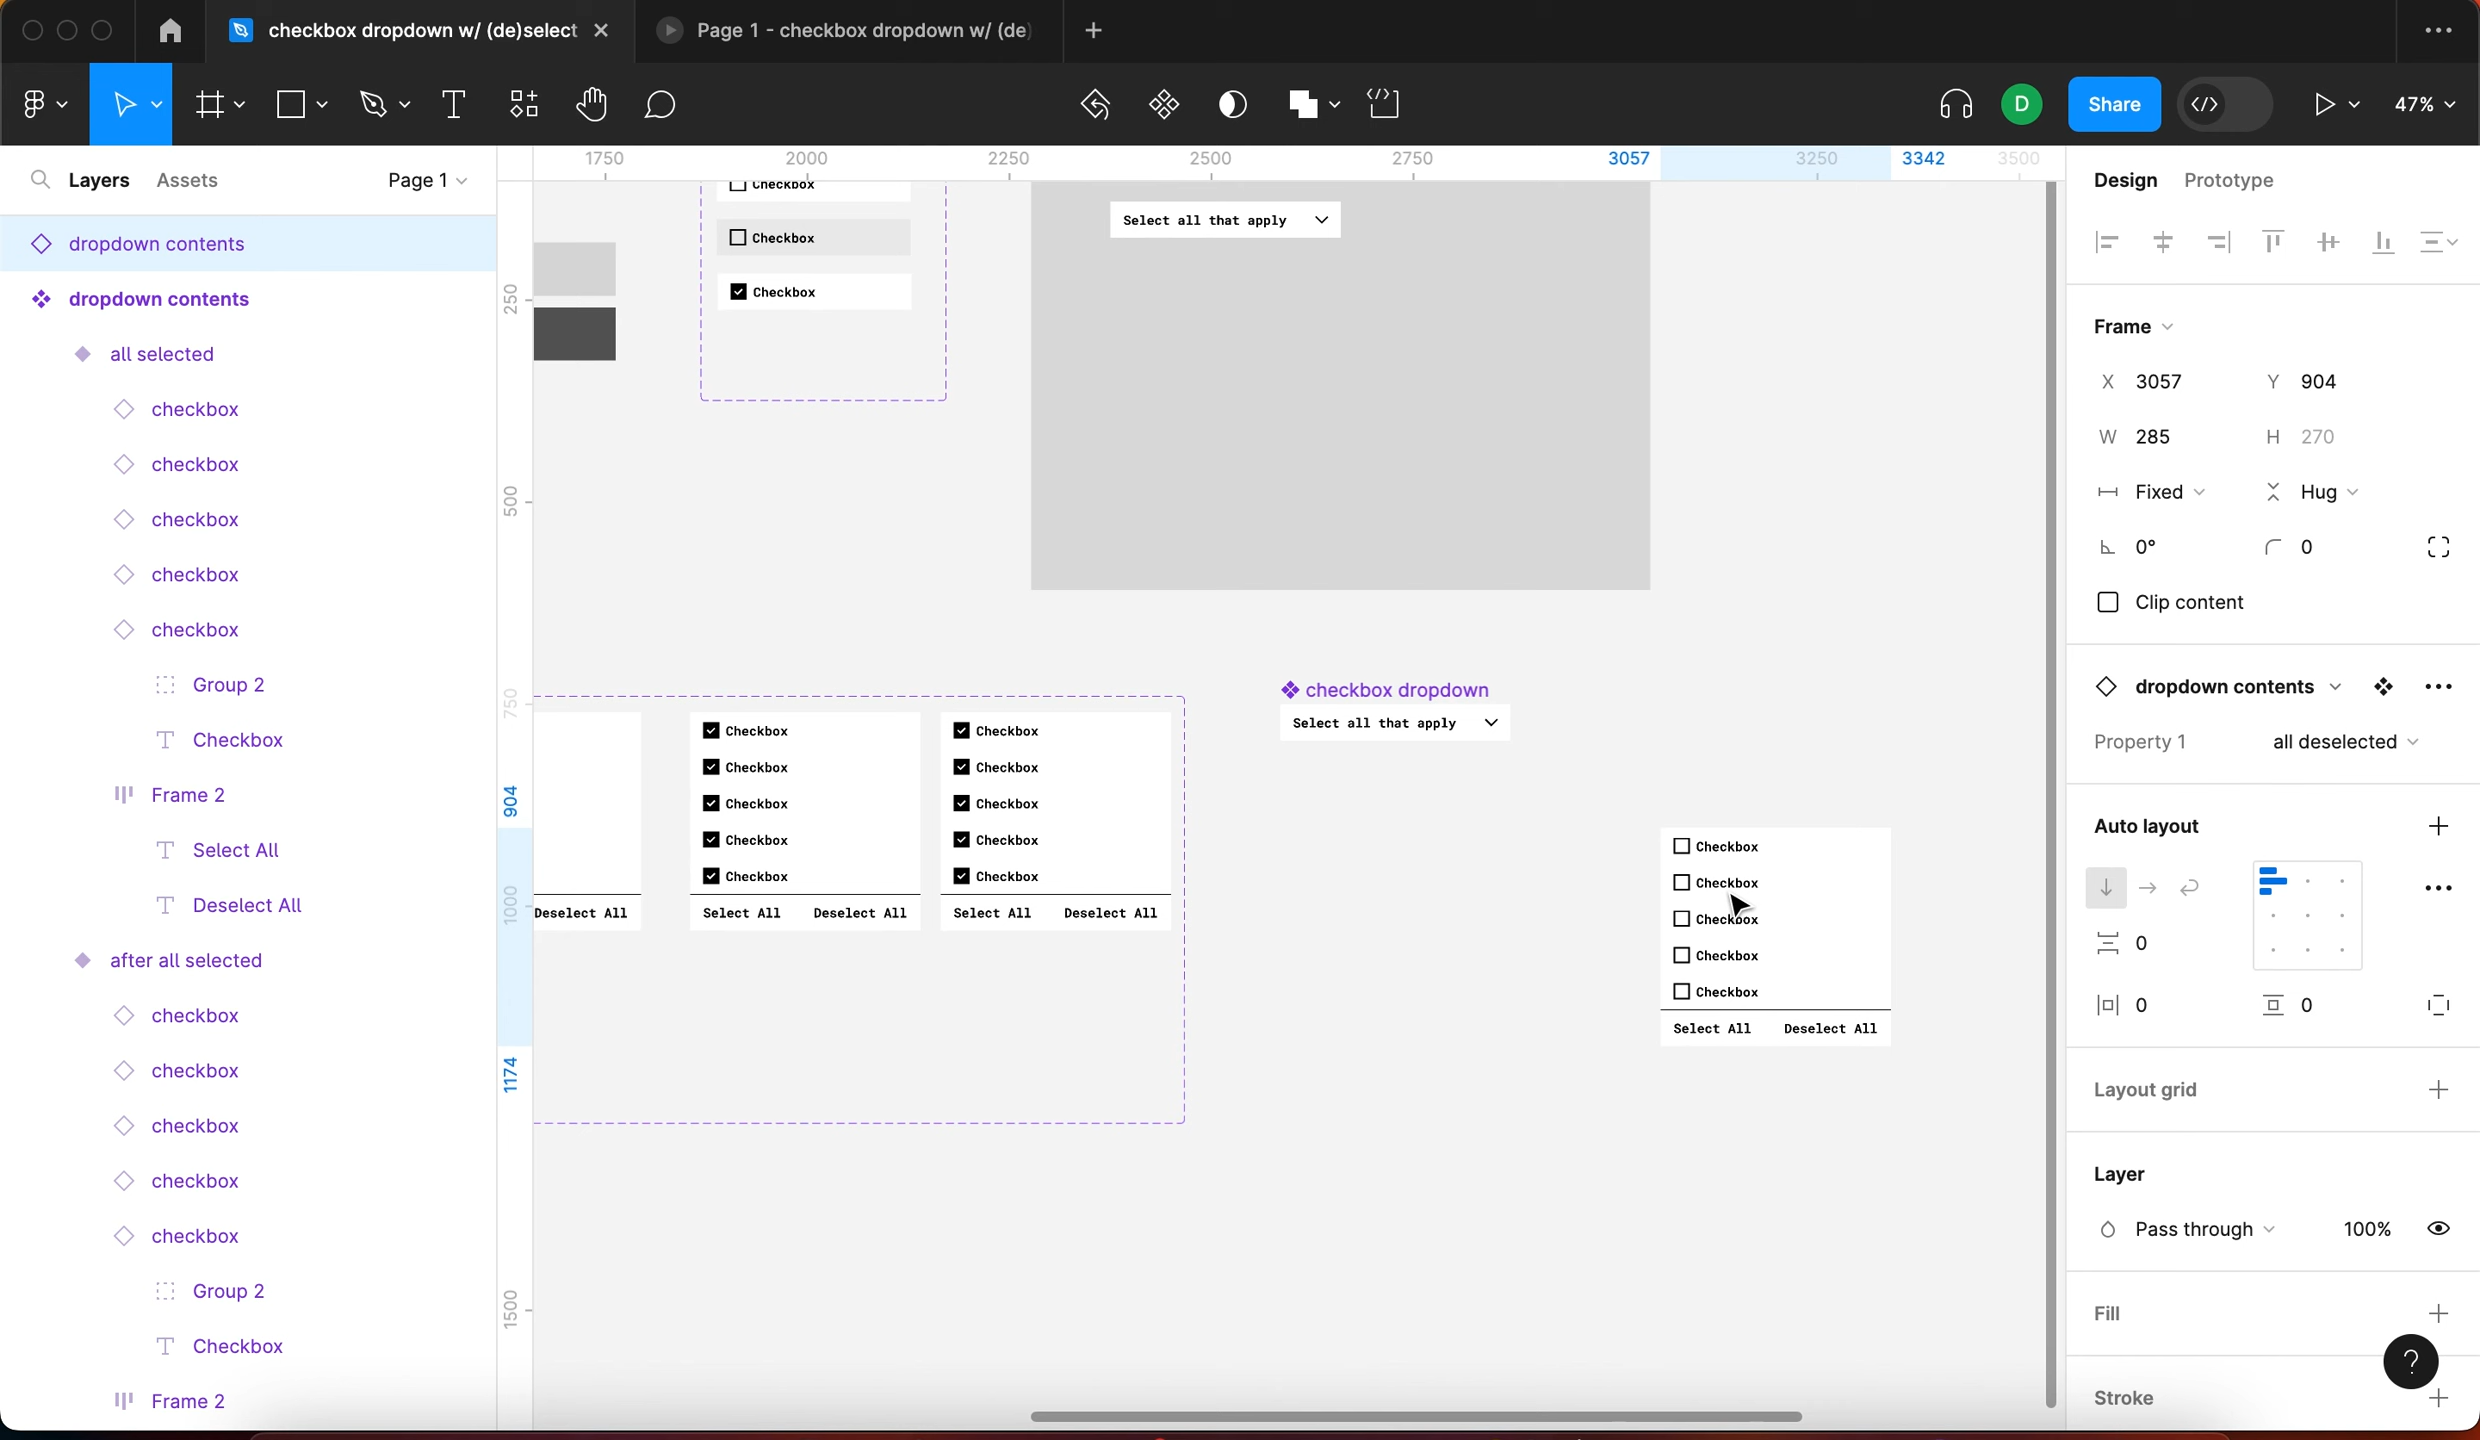 checkbox dropdown w/ (de)select
Page 1 - checkbox dropdown w/ (de)
D
Share
47%
Layers
Assets
Page 1
dropdown contents
dropdown contents
all selected
checkbox
checkbox
checkbox
checkbox
checkbox
Group 2
Checkbox
Frame 2
Select All
Deselect All
after all selected
checkbox
checkbox
checkbox
checkbox
checkbox
Group 2
Checkbox
Frame 2
1750
2000
2250
2500
2750
3057
3250
3342
3500
250
500
750
904
1000
1174
1500
Checkbox
Checkbox
Checkbox
Select all that apply
checkbox dropdown
Select all that apply
Deselect All
Checkbox
Checkbox
Checkbox
Checkbox
Checkbox
Select All Deselect All
Checkbox
Checkbox
Checkbox
Checkbox
Checkbox
Select All Deselect All
Checkbox
Checkbox
Checkbox
Checkbox
Checkbox
Select All Deselect All
Design
Prototype
Frame
X 3057 Y 904
W 285 H 270
Fixed Hug
0° 0
Clip content
dropdown contents
Property 1 all deselected
Auto layout
0
0 0
Layout grid
Layer
Pass through 100%
Fill
?
Stroke